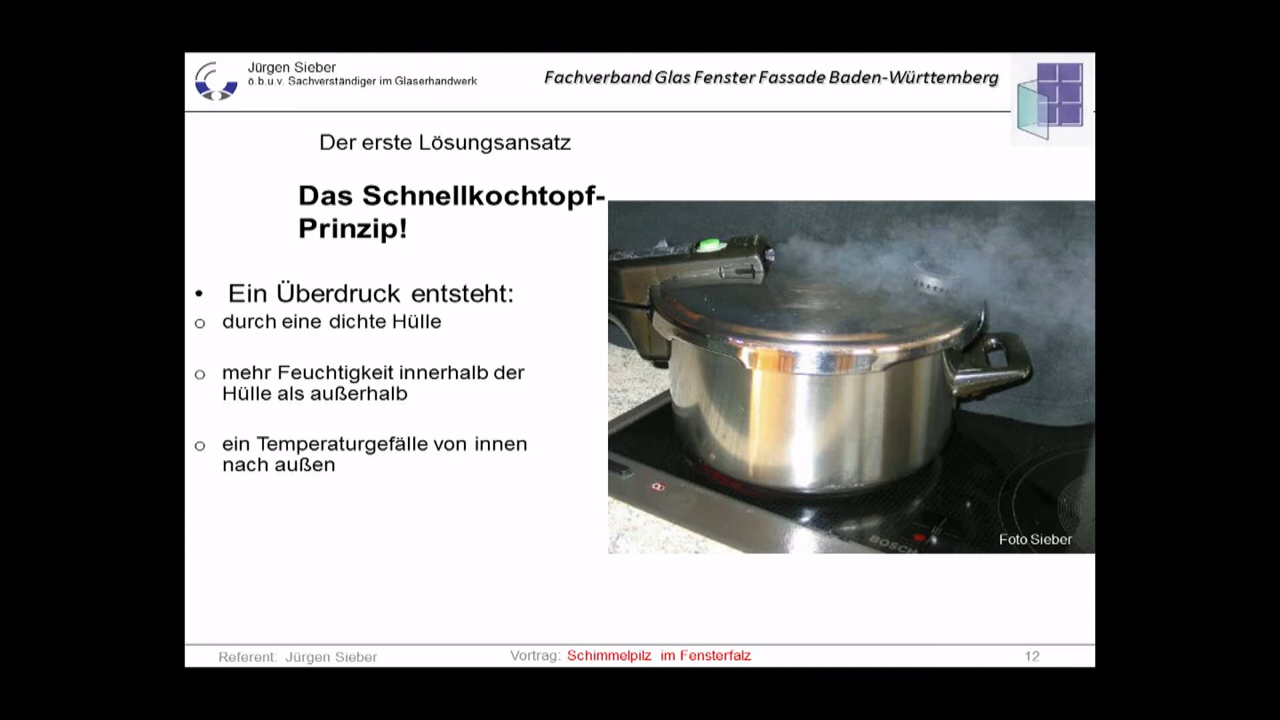 Jürgen Sieber
ö.b.u.v. Sachverständiger im Glaserhandwerk
Fachverband Glas Fenster Fassade Baden-Württemberg
Der erste Lösungsansatz
Das Schnellkochtopf-
Prinzip!
• Ein Überdruck entsteht:
o durch eine dichte Hülle
o mehr Feuchtigkeit innerhalb der
Hülle als außerhalb
o ein Temperaturgefälle von innen
nach außen
BOSCH
Foto Sieber
Referent: Jürgen Sieber
Vortrag: Schimmelpilz im Fensterfalz
12